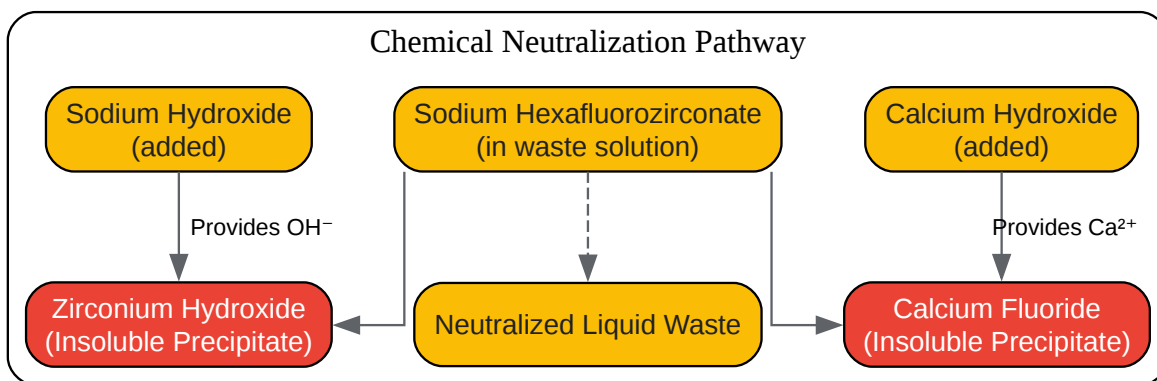 Chemical Neutralization Pathway
Sodium Hydroxide
(added)
Sodium Hexafluorozirconate
(in waste solution)
Calcium Hydroxide
(added)
Provides OH⁻
Provides Ca²⁺
Zirconium Hydroxide
(Insoluble Precipitate)
Neutralized Liquid Waste
Calcium Fluoride
(Insoluble Precipitate)